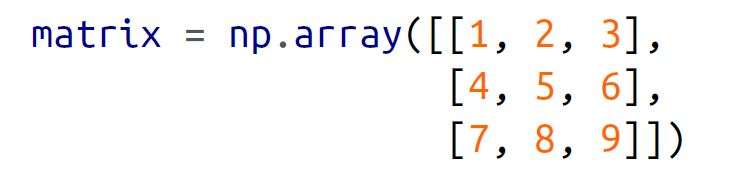 matrix = np.array([[1, 2, 3],
[4, 5, 6],
[7, 8, 9]])